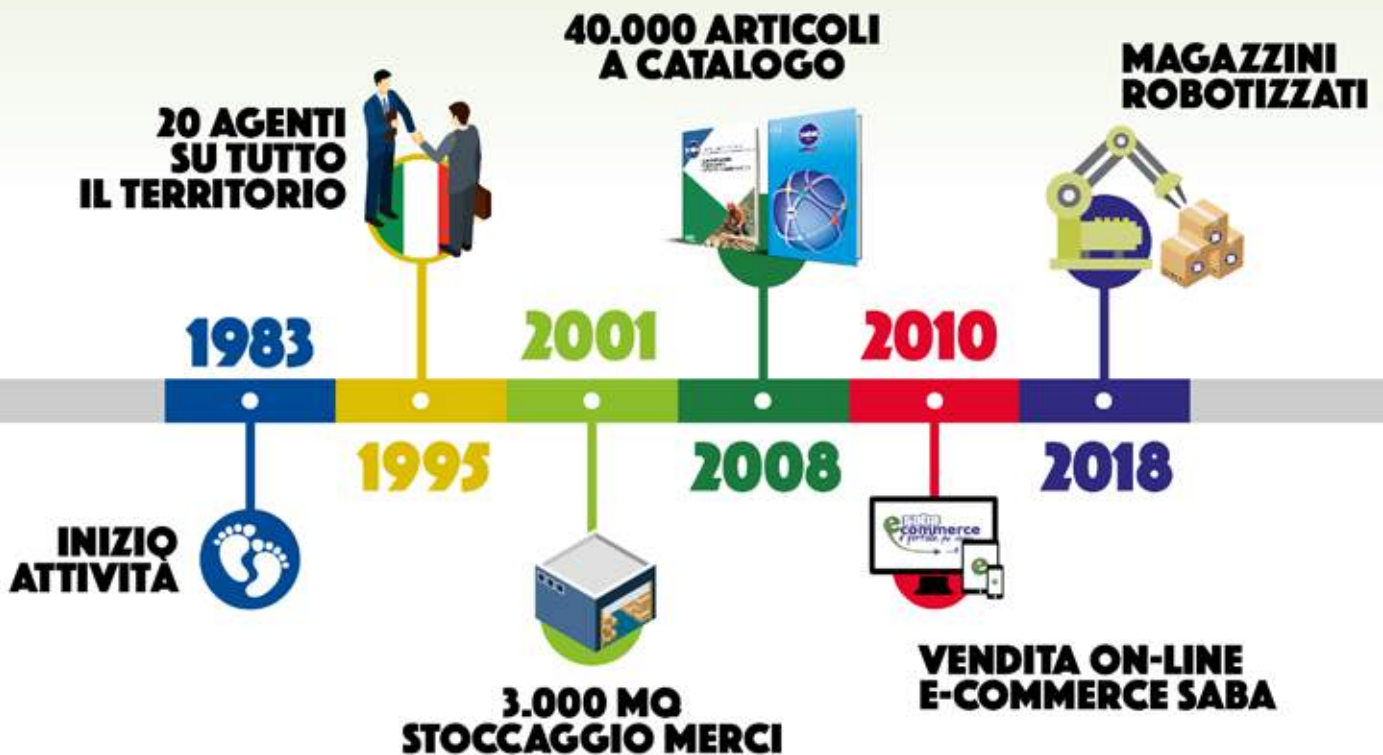 40.000 ARTICOLI
A CATALOGO
MAGAZZINI
ROBOTIZZATI
20 AGENTI
SU TUTTO
IL TERRITORIO
1983
2001
2010
1995
2008
2018
INIZIO
ATTIVITÀ
ecommerce
VENDITA ON-LINE
E-COMMERCE SABA
3.000 MQ
STOCCAGGIO MERCI